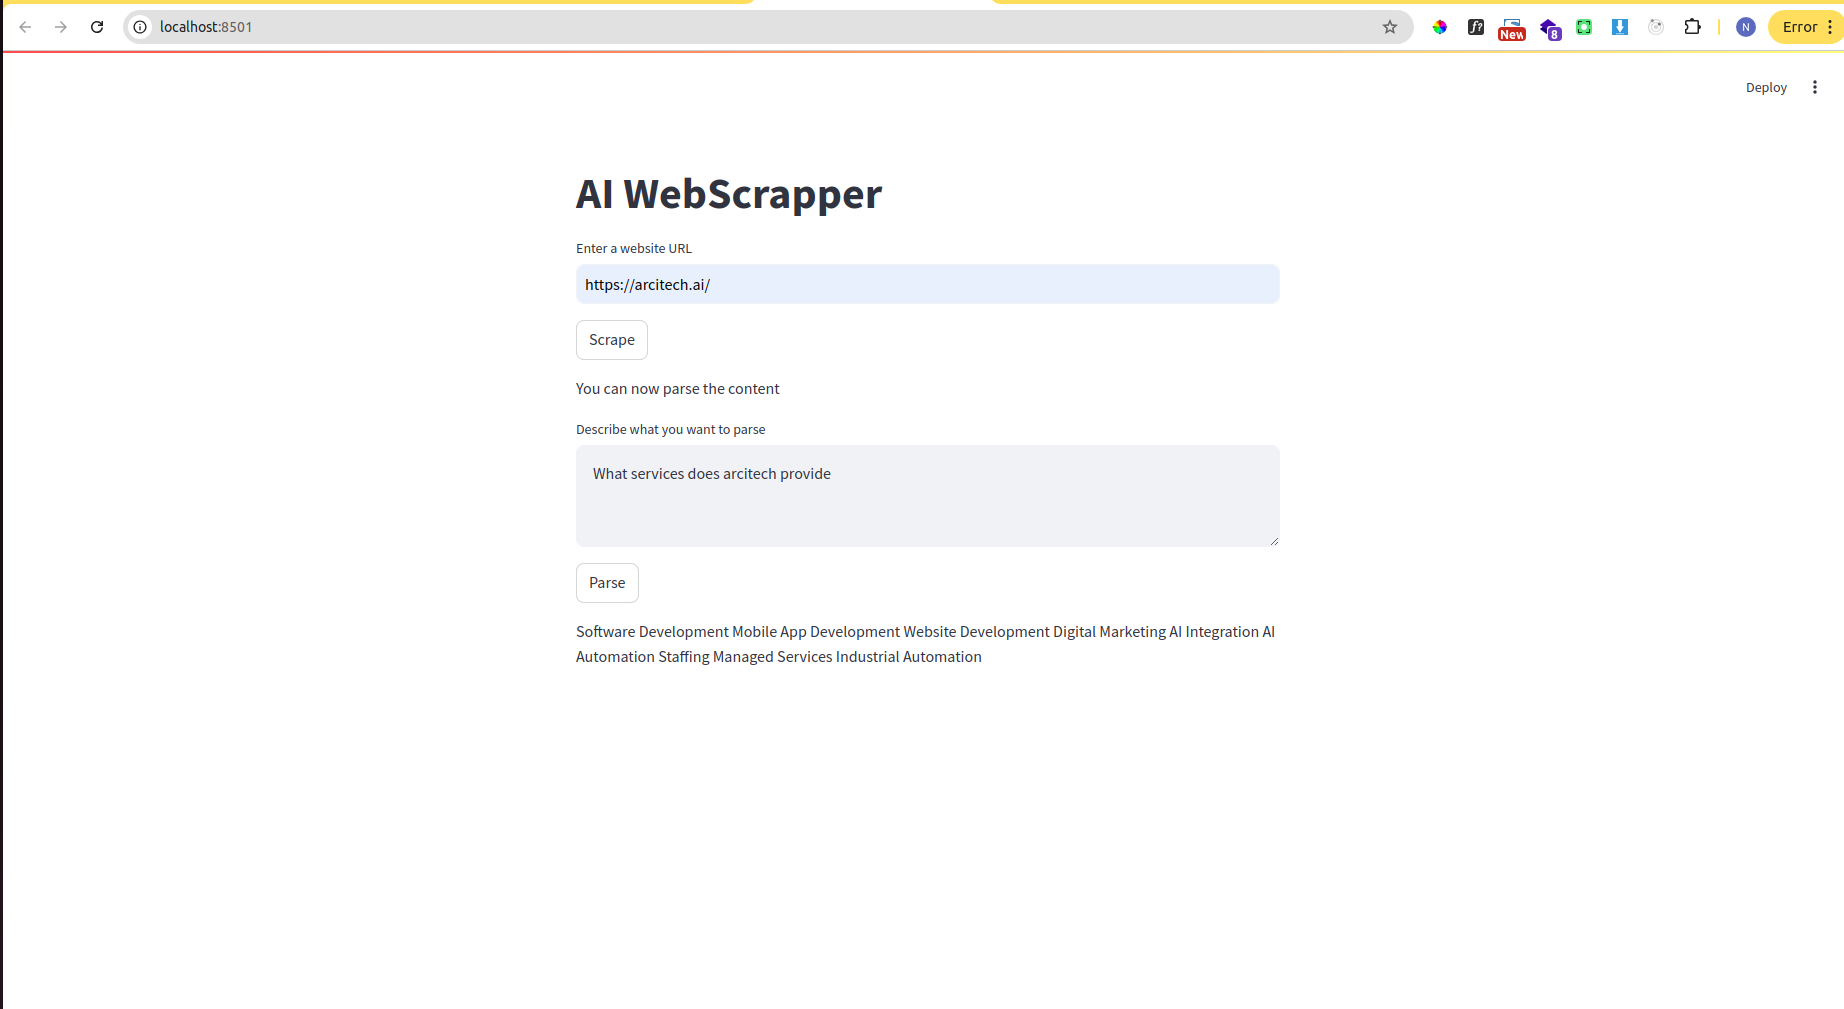 localhost:8501
f?
New
8
N
Error
Deploy
AI WebScrapper
Enter a website URL
https://arcitech.ai/
Scrape
You can now parse the content
Describe what you want to parse
What services does arcitech provide
Parse
Software Development Mobile App Development Website Development Digital Marketing AI Integration AI
Automation Staffing Managed Services Industrial Automation